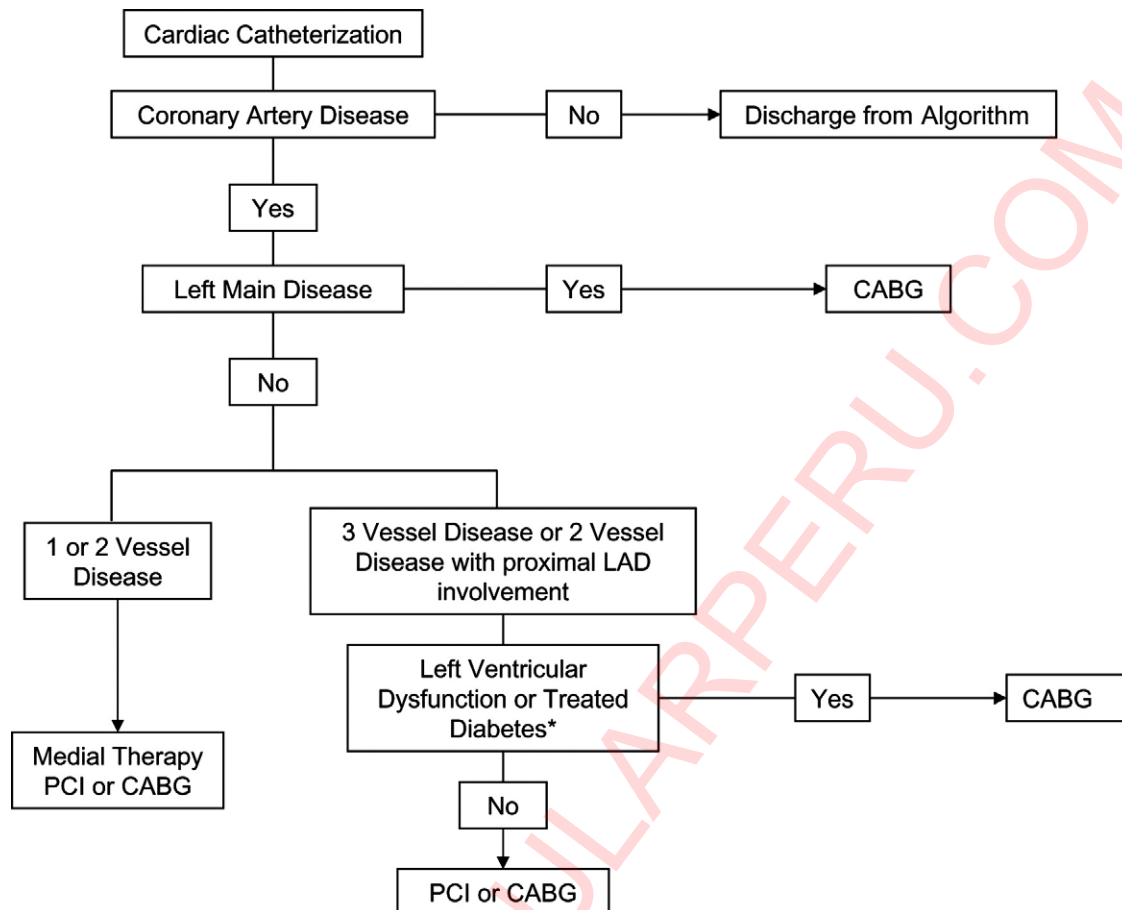 Cardiac Catheterization
Coronary Artery Disease
No
Discharge from Algorithm
Yes
Left Main Disease
Yes
CABG
No
1 or 2 Vessel
Disease
3 Vessel Disease or 2 Vessel
Disease with proximal LAD
involvement
Left Ventricular
Dysfunction or Treated
Diabetes*
Yes
CABG
Medial Therapy
PCI or CABG
No
PCI or CABG
ULARPERU.COM